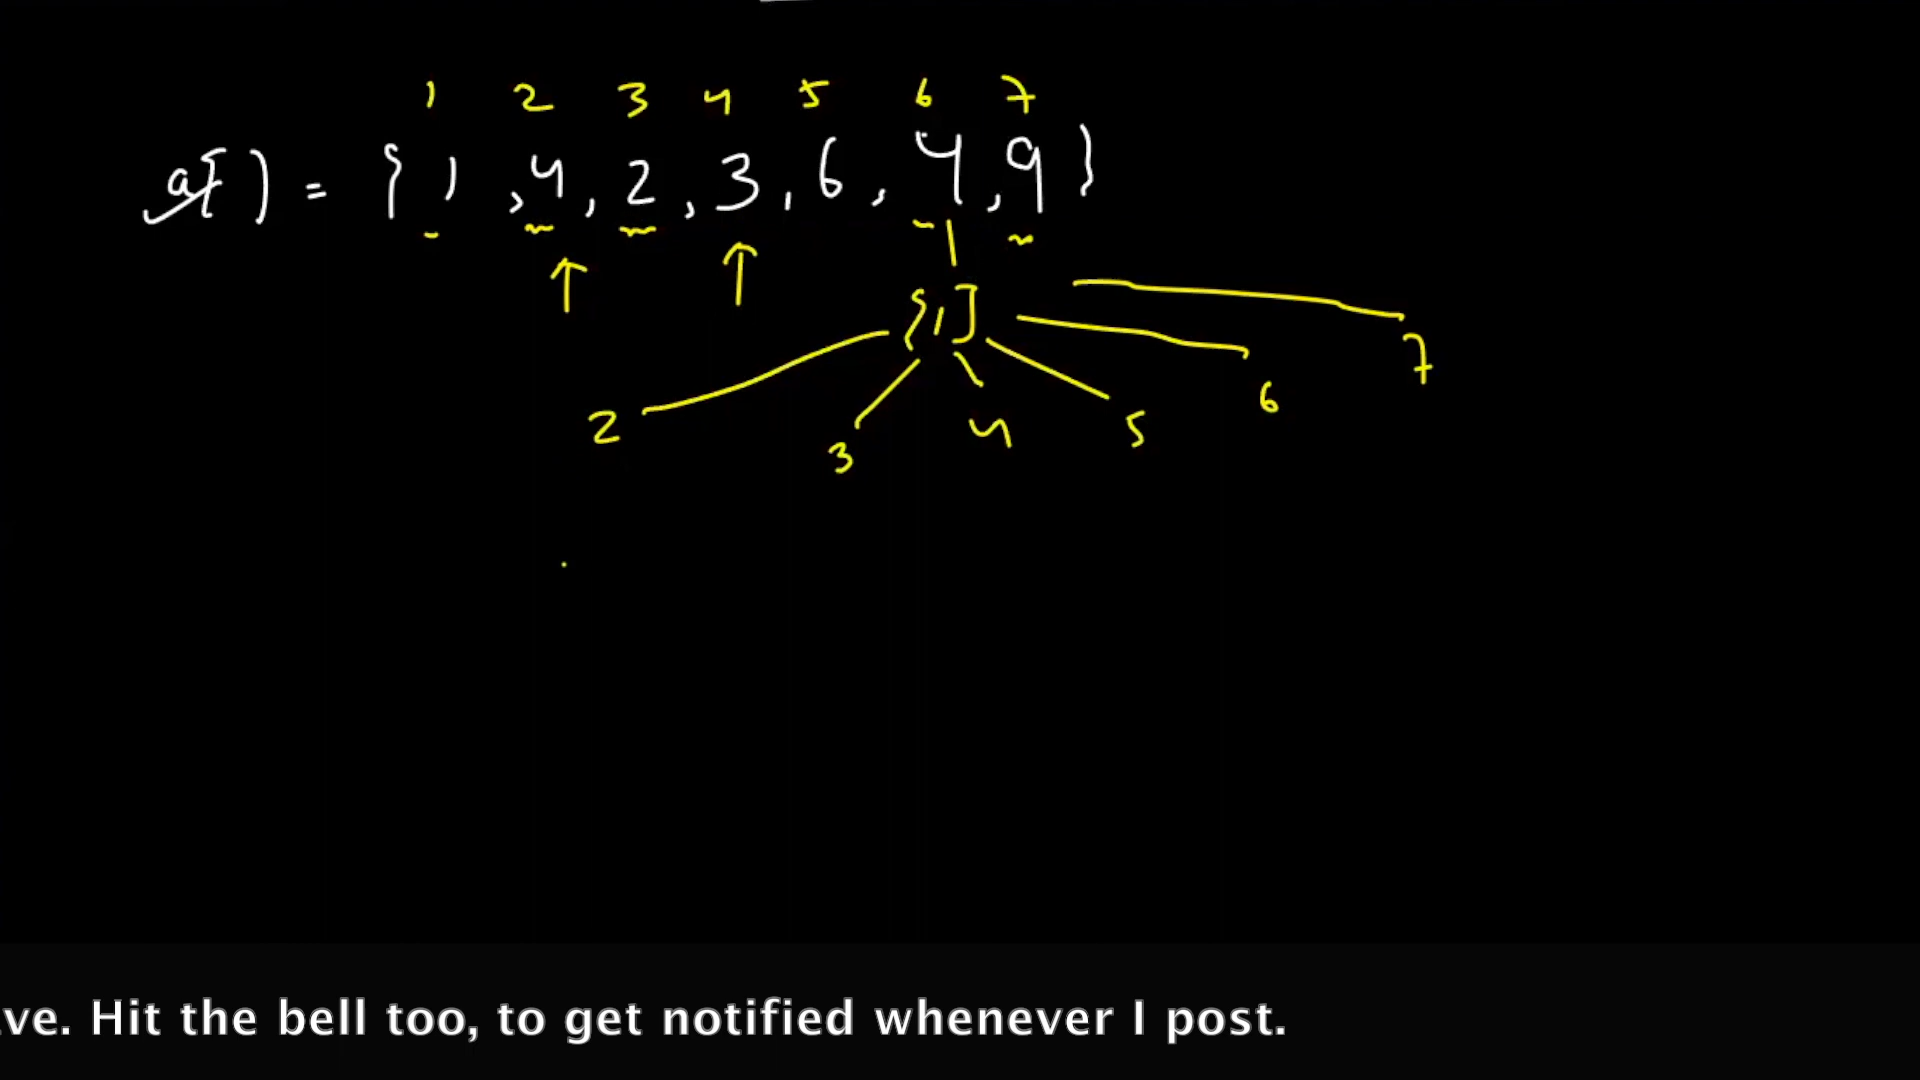 1 2 3 4 5 6 7
a[] = { 1, 4, 2, 3, 6, 4, 9 }
{1]
7
6
2 3 4 5
ve. Hit the bell too, to get notified whenever I post.